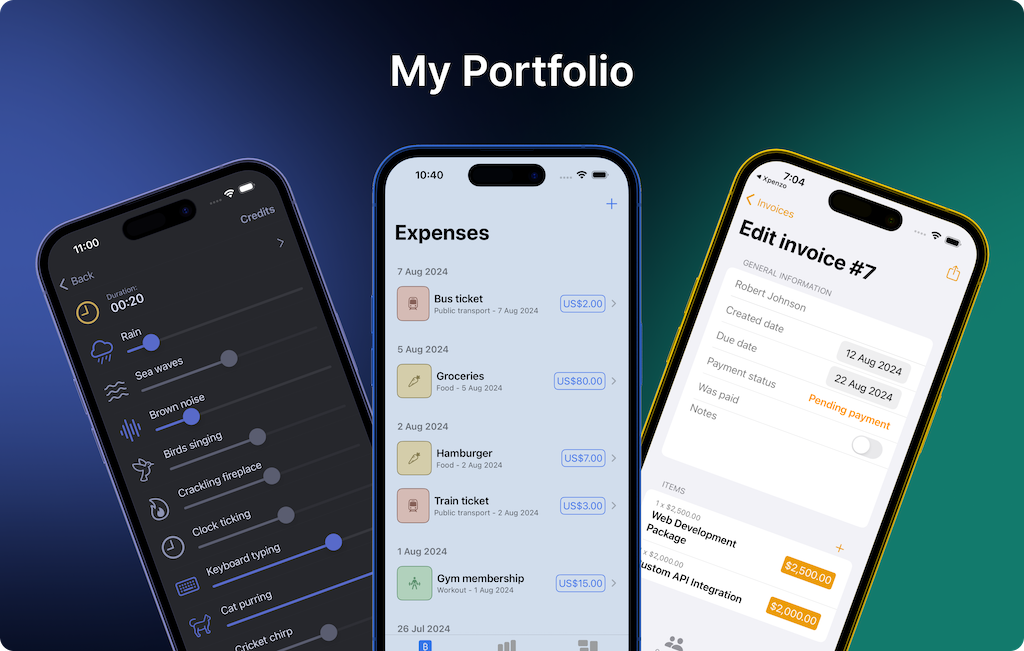 My Portfolio
11:00
Back
Credits
Duration:
00:20
Rain
Sea waves
Brown noise
Birds singing
Crackling fireplace
Clock ticking
Keyboard typing
Cat purring
Cricket chirp
10:40
Expenses
7 Aug 2024
Bus ticket
Public transport - 7 Aug 2024
US$2.00
5 Aug 2024
Groceries
Food - 5 Aug 2024
US$80.00
2 Aug 2024
Hamburger
Food - 2 Aug 2024
US$7.00
Train ticket
Public transport - 2 Aug 2024
US$3.00
1 Aug 2024
Gym membership
Workout - 1 Aug 2024
US$15.00
26 Jul 2024
7:04
Xpenzo
Invoices
Edit invoice #7
GENERAL INFORMATION
Robert Johnson
Created date
12 Aug 2024
Due date
22 Aug 2024
Payment status
Pending payment
Was paid
Notes
ITEMS
1 x $2,500.00
Web Development
Package
$2,500.00
x $2,000.00
ustom API Integration
$2,000.00